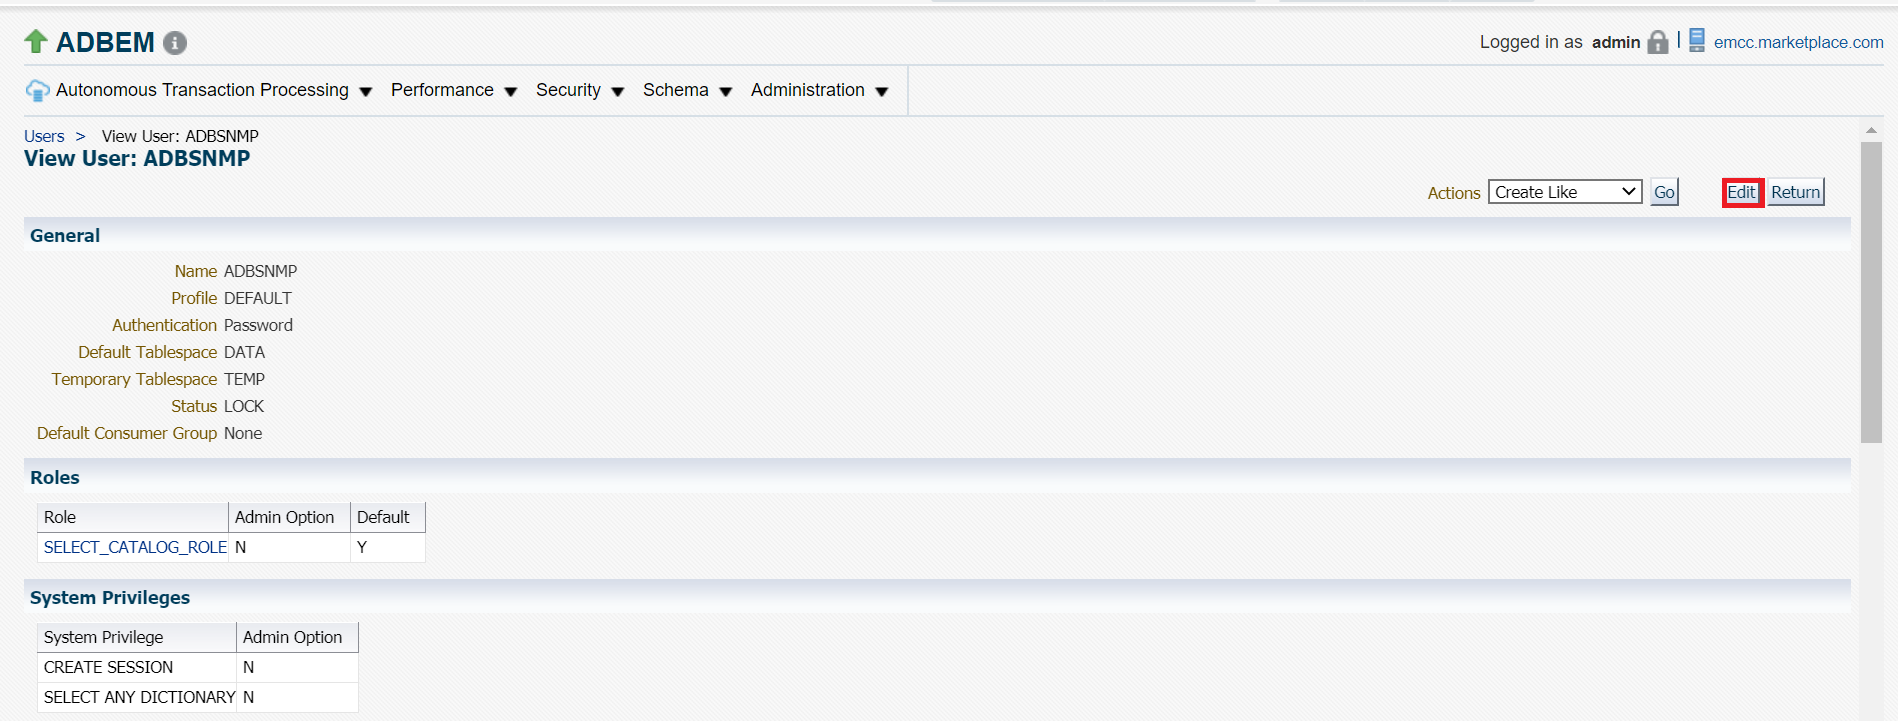 ADBEM
Logged in as admin emcc.marketplace.com
Autonomous Transaction Processing Performance Security Schema Administration
Users > View User: ADBSNMP
View User: ADBSNMP
Actions Create Like Go Edit Return
General
Name ADBSNMP
Profile DEFAULT
Authentication Password
Default Tablespace DATA
Temporary Tablespace TEMP
Status LOCK
Default Consumer Group None
Roles
Role Admin Option Default
SELECT_CATALOG_ROLE N Y
System Privileges
System Privilege Admin Option
CREATE SESSION N
SELECT ANY DICTIONARY N